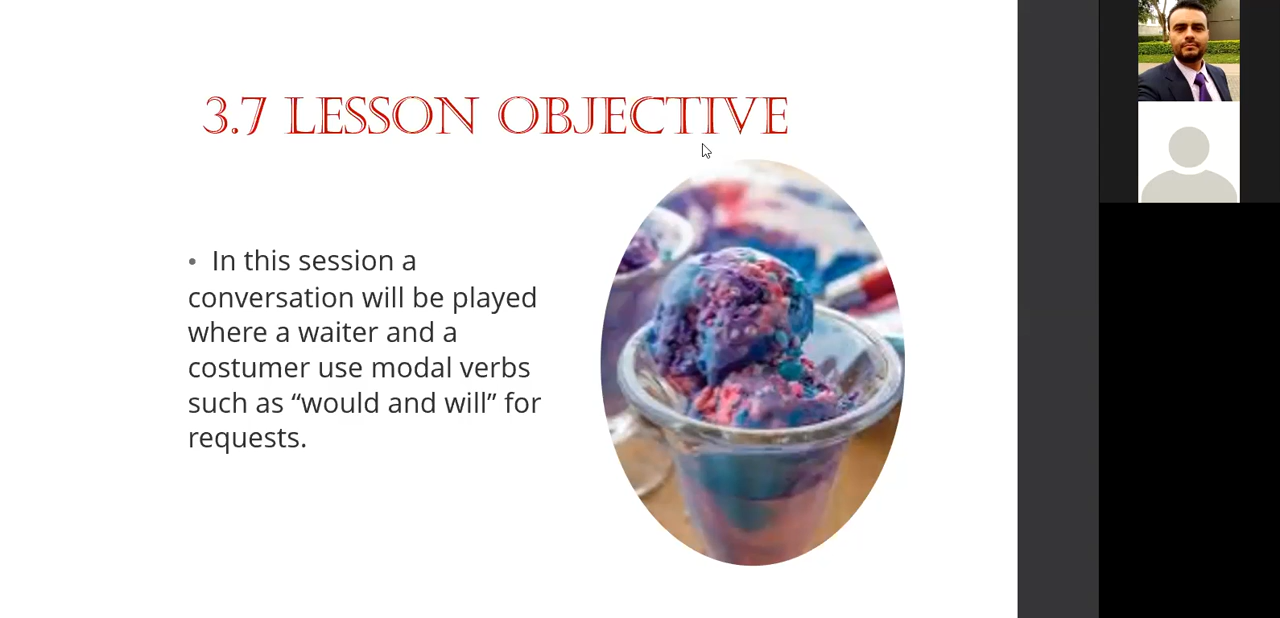 3.7 LESSON OBJECTIVE
• In this session a
conversation will be played
where a waiter and a
costumer use modal verbs
such as “would and will” for
requests.